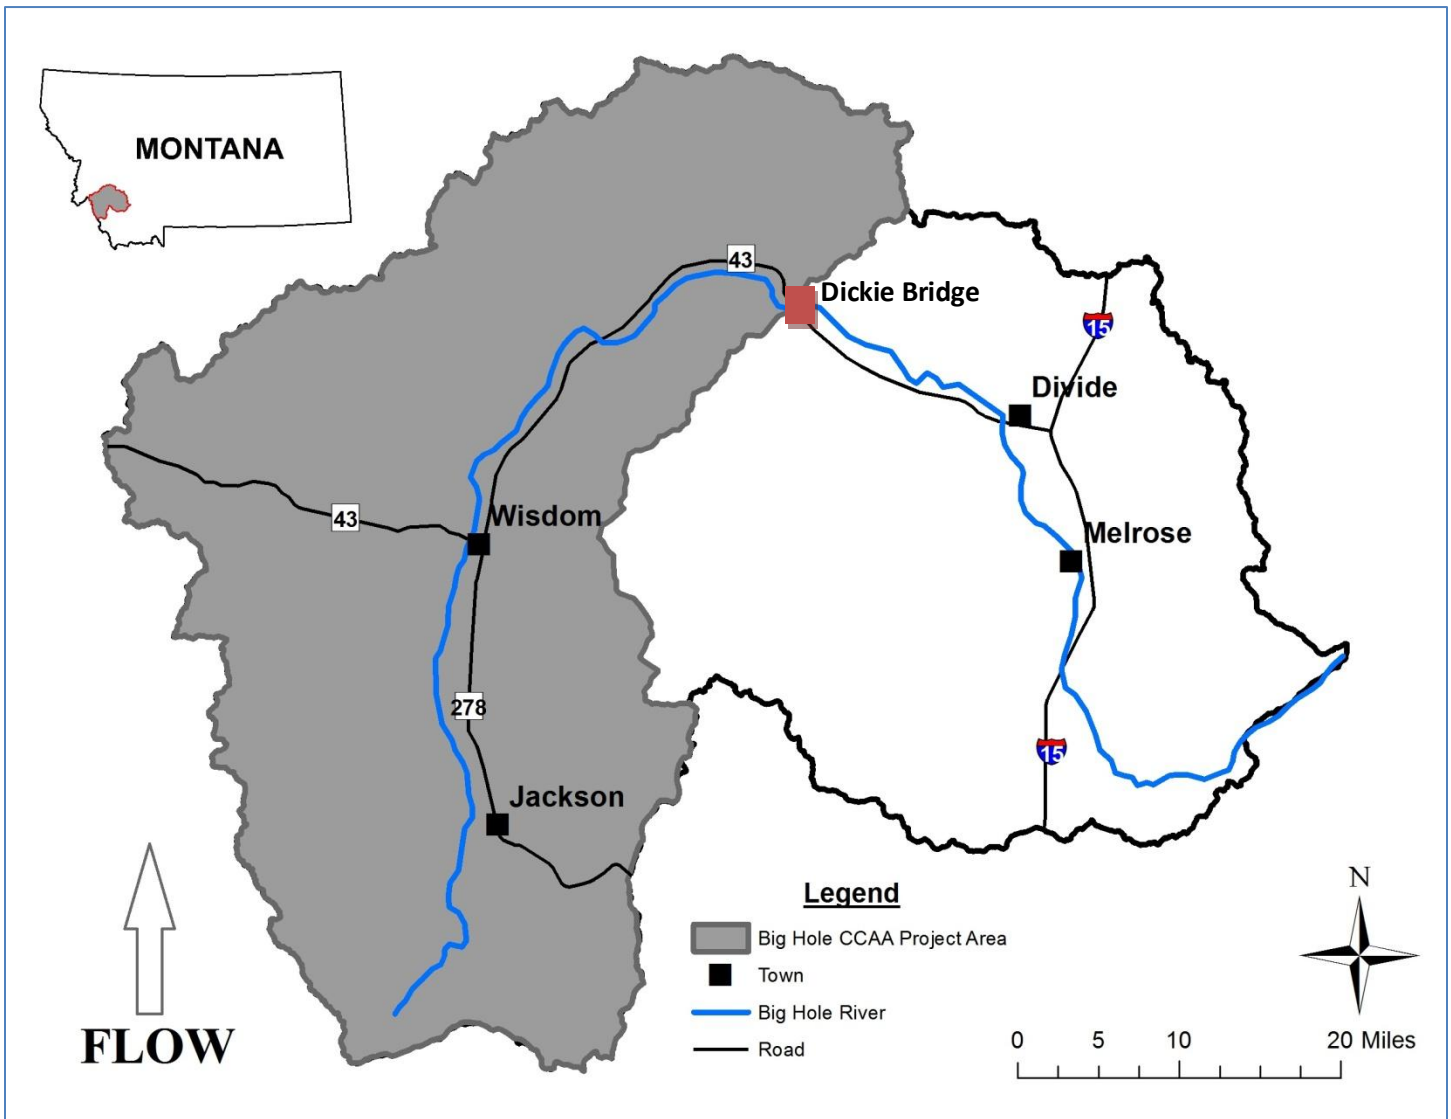 MONTANA
43
Dickie Bridge
15
Divide
43
Wisdom
Melrose
278
15
Jackson
FLOW
Legend
Big Hole CCAA Project Area
Town
Big Hole River
Road
N
0 5 10 20 Miles